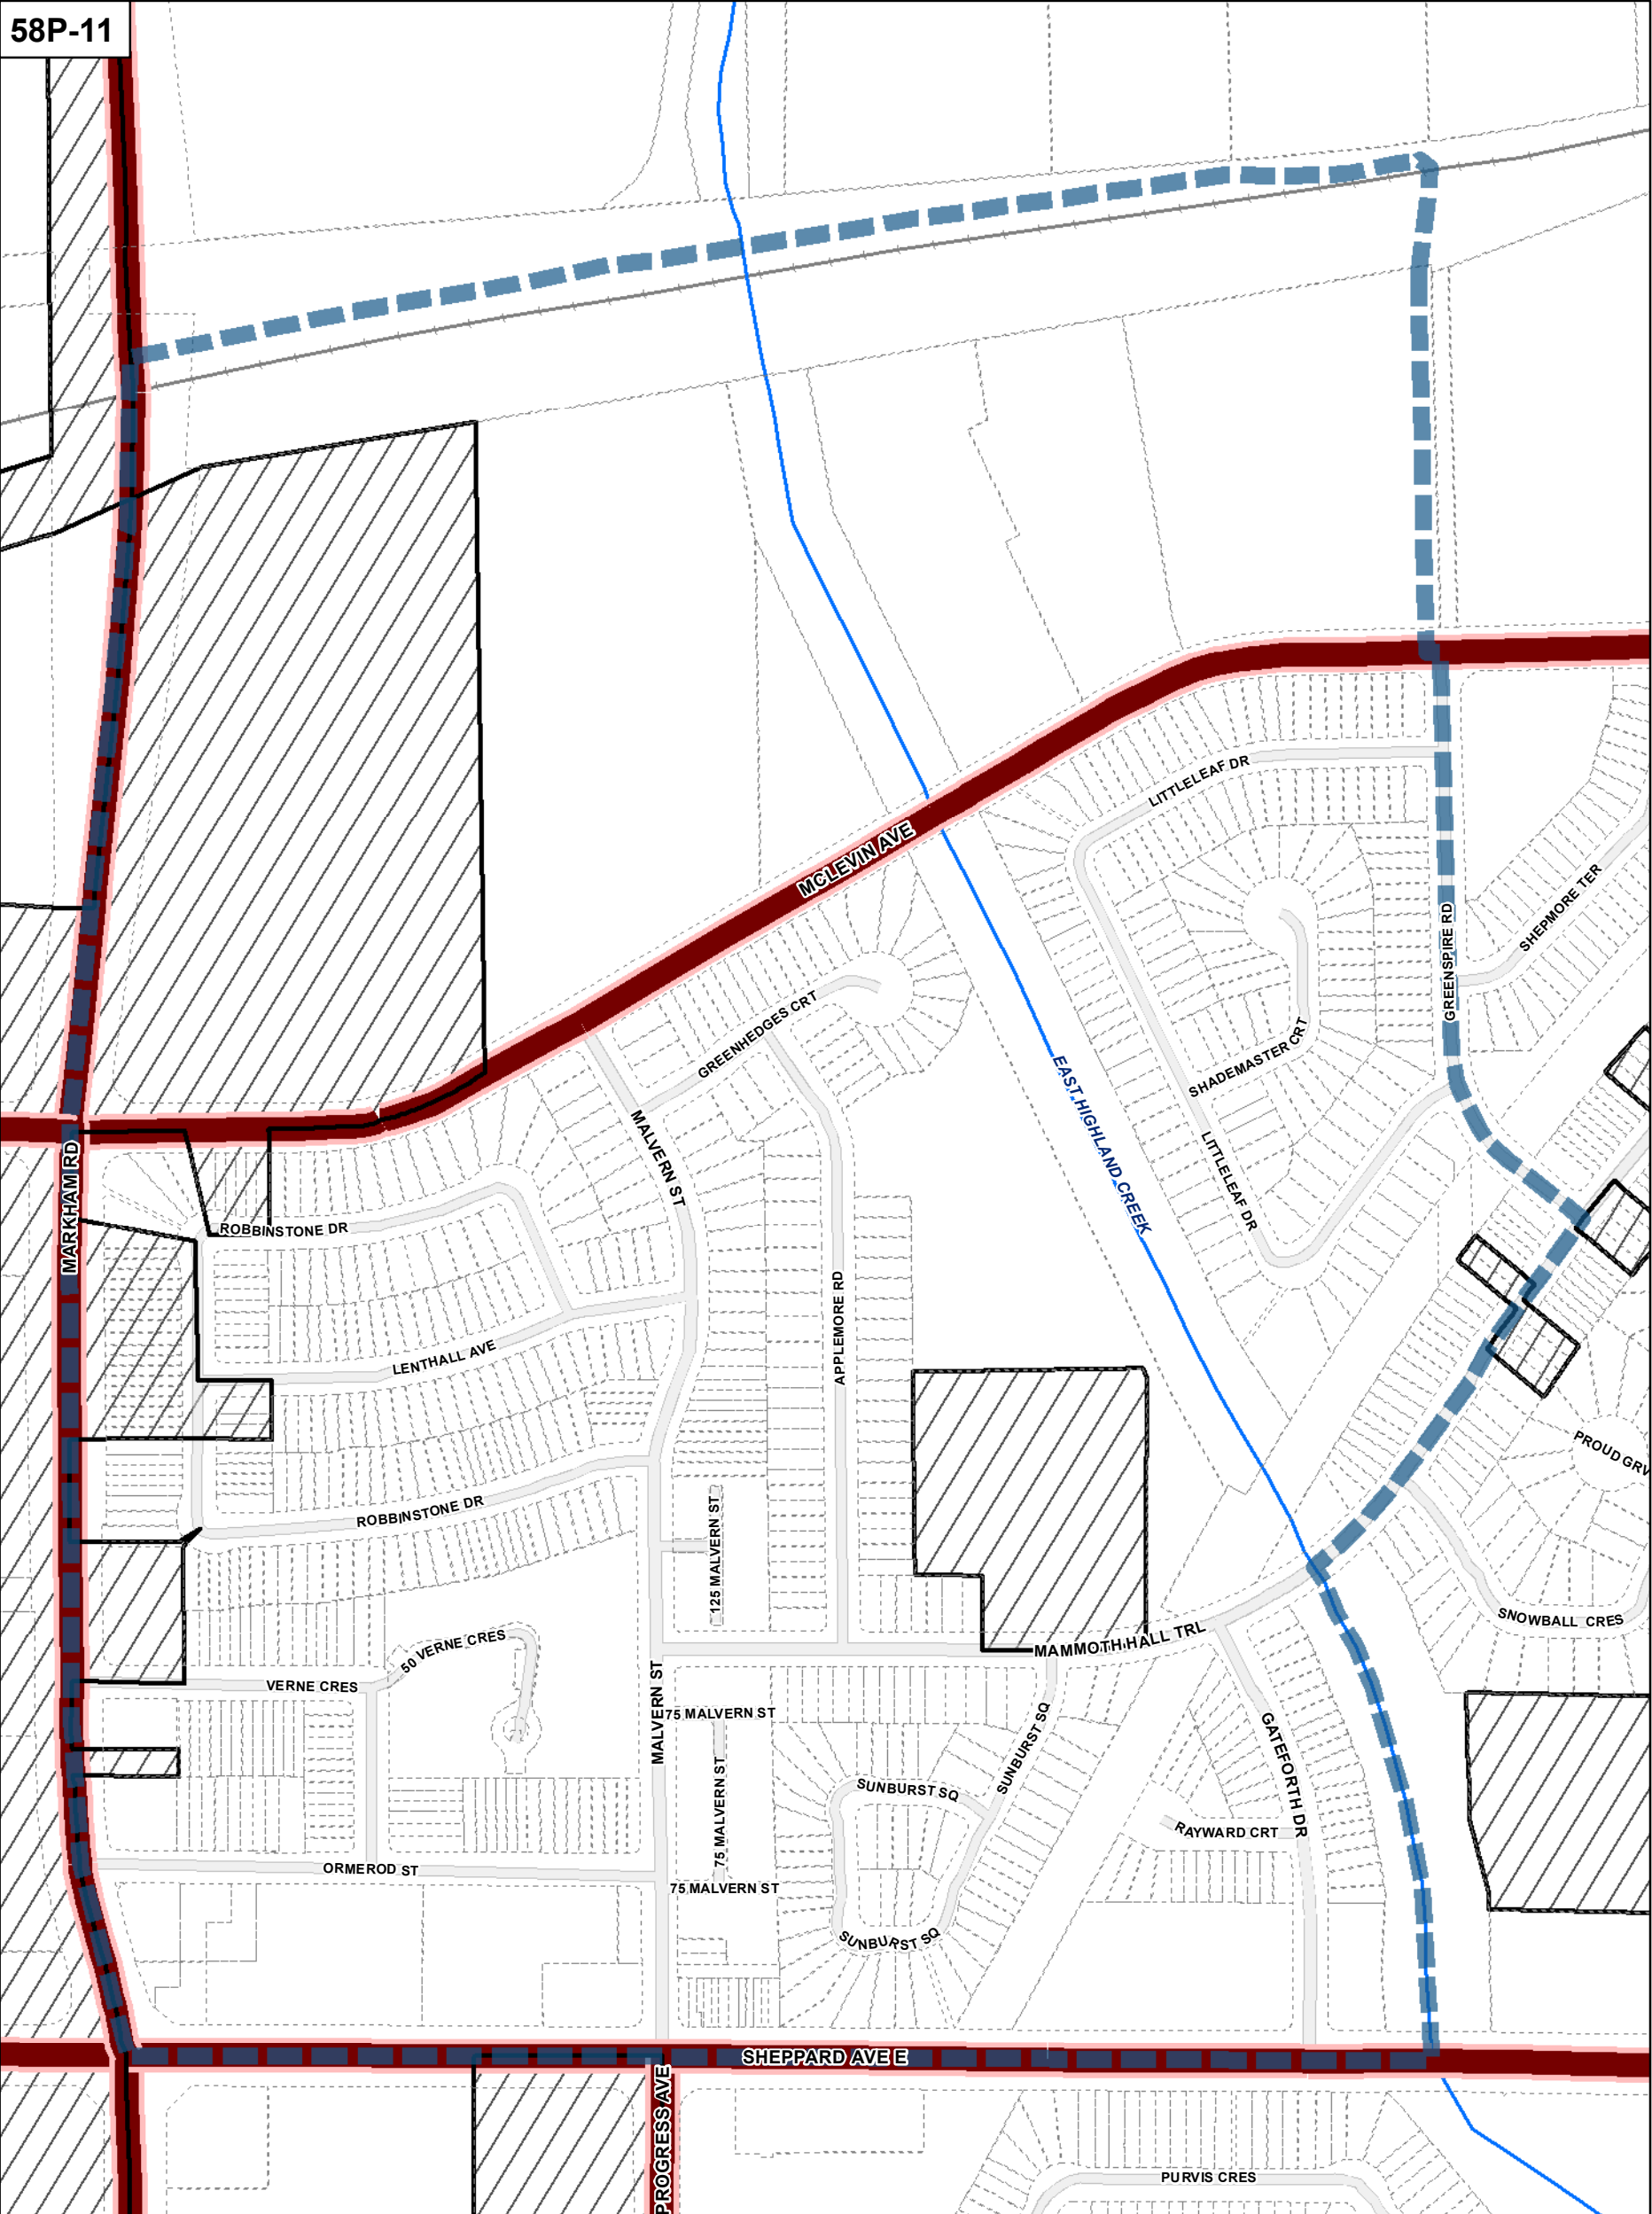 58P-11
LITTLELEAF DR
MCLEVIN AVE
SHEPMORE TER
GREENSPIRE RD
GREENHEDGES CRT
SHADEMASTER CRT
EAST HIGHLAND CREEK
MALVERN ST
MARKHAM RD
LITTLELEAF DR
ROBBINSTONE DR
APPLEMORE RD
LENTHALL AVE
PROUD GRV
ROBBINSTONE DR
125 MALVERN ST
SNOWBALL CRES
MAMMOTH HALL TRL
50 VERNE CRES
VERNE CRES
MALVERN ST
75 MALVERN ST
SUNBURST SQ
GATEFORTH DR
SUNBURST SQ
75 MALVERN ST
RAYWARD CRT
ORMEROD ST
75 MALVERN ST
SUNBURST SQ
SHEPPARD AVE E
PROGRESS AVE
PURVIS CRES